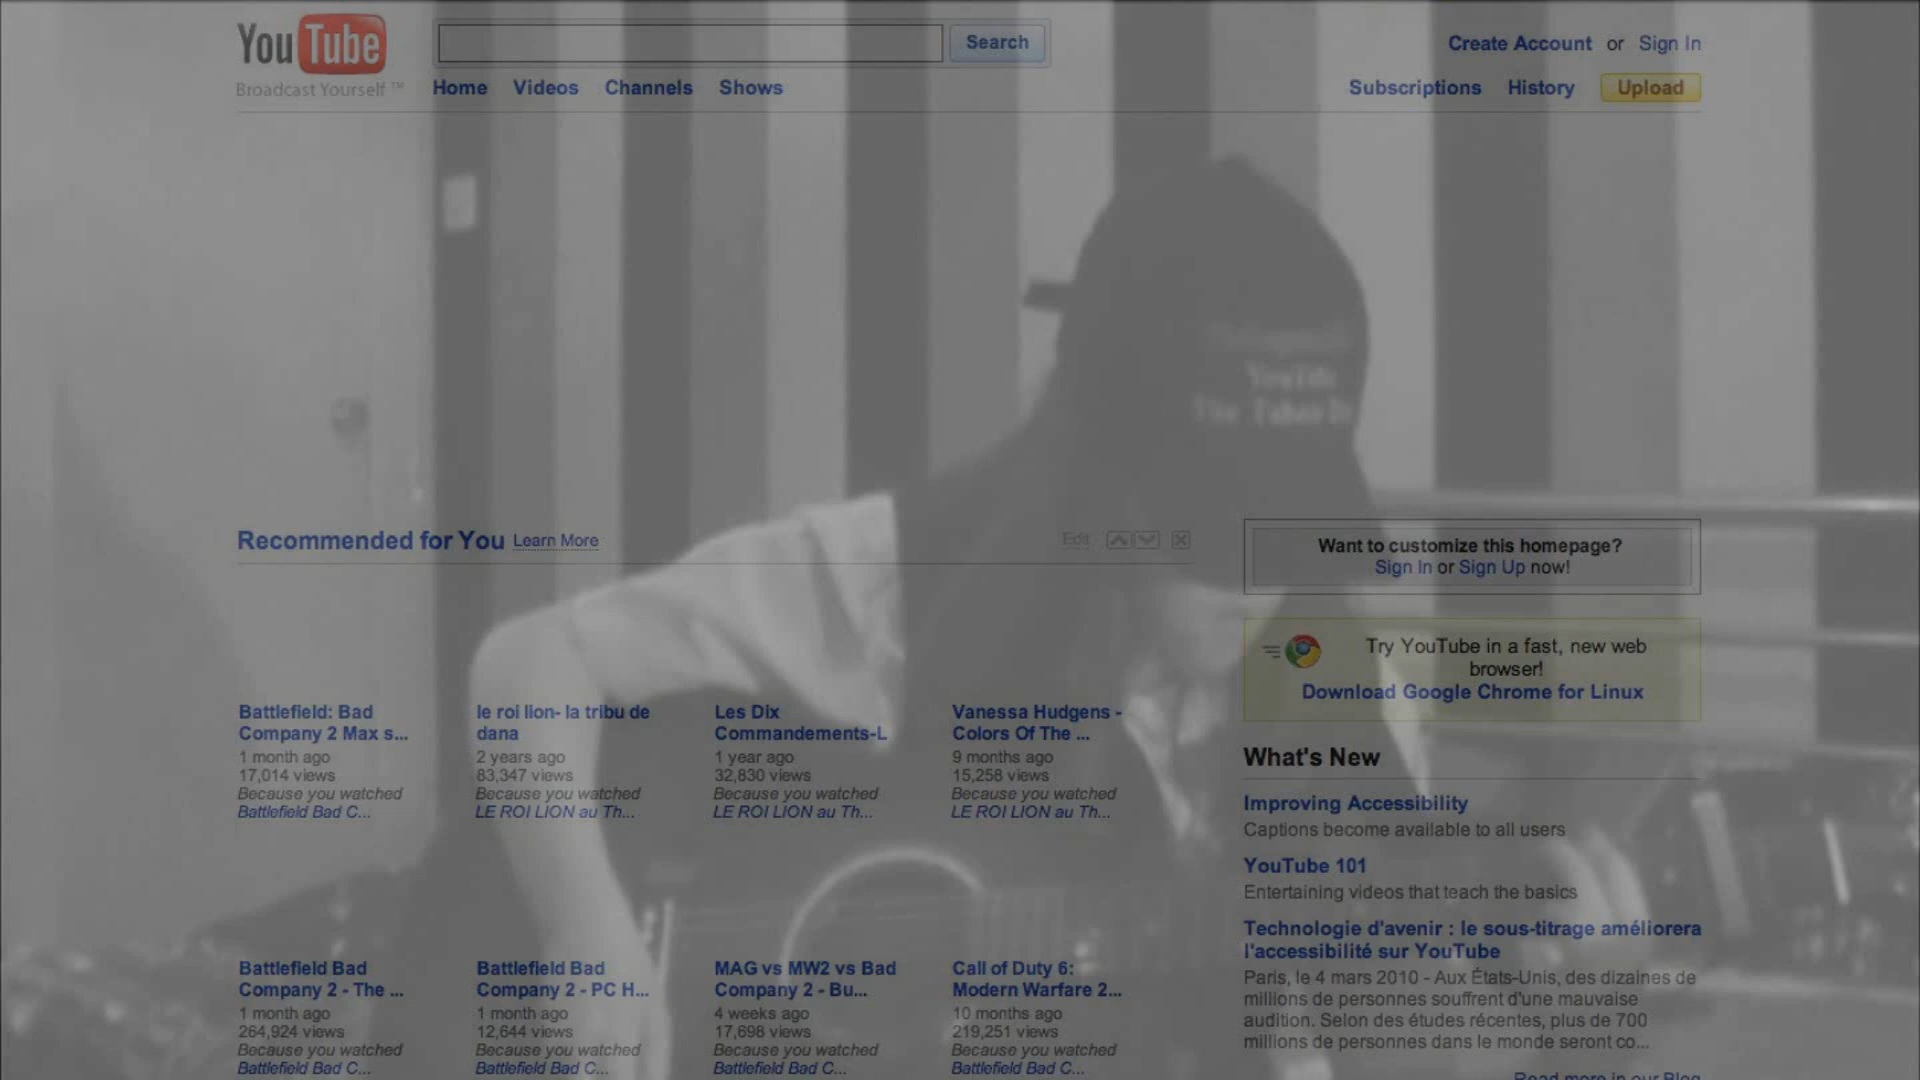 YouTube
Search
Create Account or Sign In
Broadcast Yourself ™
Home Videos Channels Shows
Subscriptions History Upload
YouTube
The
Recommended for You Learn More
Edit
Want to customize this homepage?
Sign In or Sign Up now!
Try YouTube in a fast, new web
browser!
Download Google Chrome for Linux
Battlefield: Bad
Company 2 Max s...
1 month ago
17,014 views
Because you watched
Battlefield Bad C...
le roi lion- la tribu de
dana
2 years ago
83,347 views
Because you watched
LE ROI LION au Th...
Les Dix
Commandements-L
1 year ago
32,830 views
Because you watched
LE ROI LION au Th...
Vanessa Hudgens -
Colors Of The ...
9 months ago
15,258 views
Because you watched
LE ROI LION au Th...
What's New
Improving Accessibility
Captions become available to all users
YouTube 101
Entertaining videos that teach the basics
Technologie d'avenir : le sous-titrage améliorera
l'accessibilité sur YouTube
Paris, le 4 mars 2010 - Aux États-Unis, des dizaines de
millions de personnes souffrent d'une mauvaise
audition. Selon des études récentes, plus de 700
millions de personnes dans le monde seront co...
Read more in our Blog
Battlefield Bad
Company 2 - The ...
1 month ago
264,924 views
Because you watched
Battlefield Bad C...
Battlefield Bad
Company 2 - PC H...
1 month ago
12,644 views
Because you watched
Battlefield Bad C...
MAG vs MW2 vs Bad
Company 2 - Bu...
4 weeks ago
17,698 views
Because you watched
Battlefield Bad C...
Call of Duty 6:
Modern Warfare 2...
10 months ago
219,251 views
Because you watched
Battlefield Bad C...